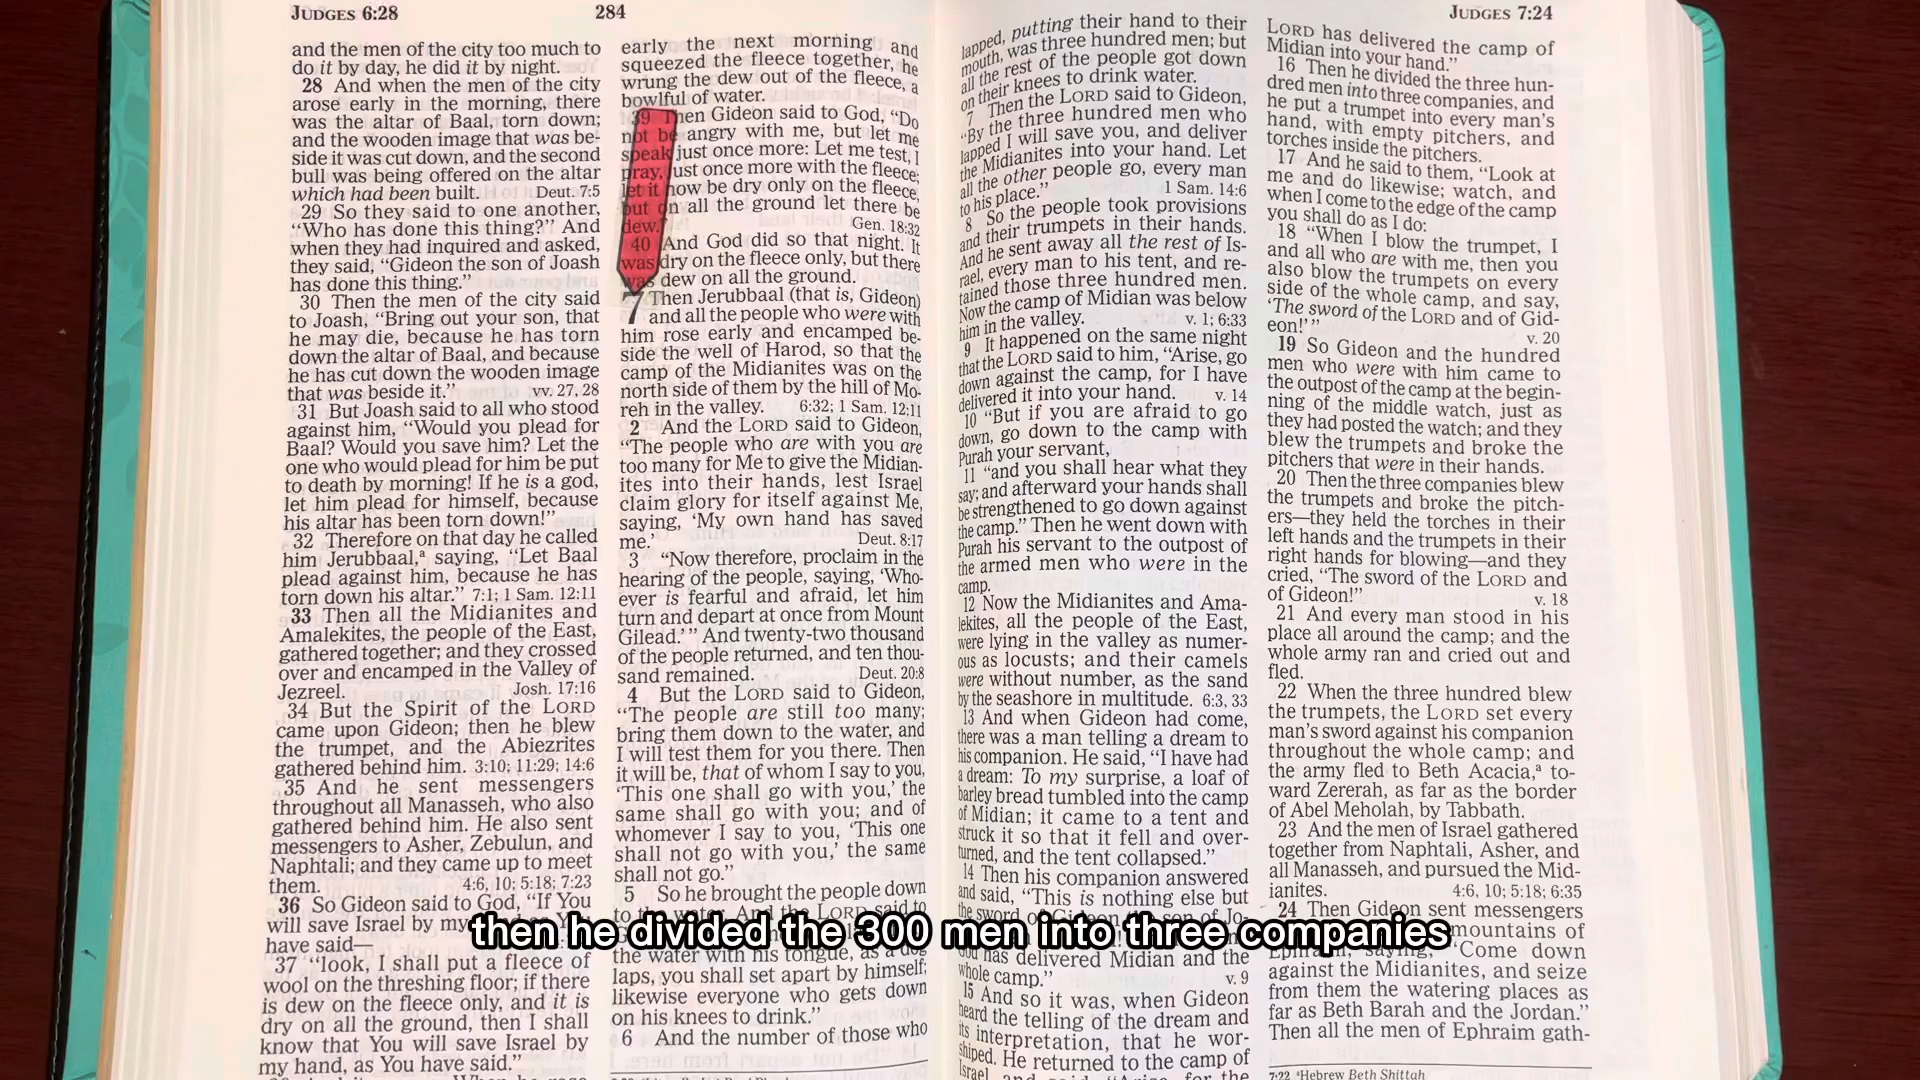 JUDGES 6:28
284
JUDGES 7:24
and the men of the city too much to
do it by day, he did it by night.
28 And when the men of the city
arose early in the morning, there
was the altar of Baal, torn down;
and the wooden image that was be-
side it was cut down, and the second
bull was being offered on the altar
which had been built. Deut. 7:5
29 So they said to one another,
“Who has done this thing?” And
when they had inquired and asked,
they said, “Gideon the son of Joash
has done this thing.”
30 Then the men of the city said
to Joash, “Bring out your son, that
he may die, because he has torn
down the altar of Baal, and because
he has cut down the wooden image
that was beside it.” vv. 27, 28
31 But Joash said to all who stood
against him, “Would you plead for
Baal? Would you save him? Let the
one who would plead for him be put
to death by morning! If he is a god,
let him plead for himself, because
his altar has been torn down!”
32 Therefore on that day he called
him Jerubbaal,a saying, “Let Baal
plead against him, because he has
torn down his altar.” 7:1; 1 Sam. 12:11
33 Then all the Midianites and
Amalekites, the people of the East,
gathered together; and they crossed
over and encamped in the Valley of
Jezreel. Josh. 17:16
34 But the Spirit of the LORD
came upon Gideon; then he blew
the trumpet, and the Abiezrites
gathered behind him. 3:10; 11:29; 14:6
35 And he sent messengers
throughout all Manasseh, who also
gathered behind him. He also sent
messengers to Asher, Zebulun, and
Naphtali; and they came up to meet
them. 4:6, 10; 5:18; 7:23
36 So Gideon said to God, “If You
will save Israel by my
have said—
37 “look, I shall put a fleece of
wool on the threshing floor; if there
is dew on the fleece only, and it is
dry on all the ground, then I shall
know that You will save Israel by
my hand, as You have said.”
early the next morning and
squeezed the fleece together, he
wrung the dew out of the fleece, a
bowlful of water.
39 Then Gideon said to God, “Do
not be angry with me, but let me
speak just once more: Let me test, I
pray, just once more with the fleece;
let it now be dry only on the fleece,
but on all the ground let there be
dew.” Gen. 18:32
40 And God did so that night. It
was dry on the fleece only, but there
was dew on all the ground.
7 Then Jerubbaal (that is, Gideon)
and all the people who were with
him rose early and encamped be-
side the well of Harod, so that the
camp of the Midianites was on the
north side of them by the hill of Mo-
reh in the valley. 6:32; 1 Sam. 12:11
2 And the LORD said to Gideon,
“The people who are with you are
too many for Me to give the Midian-
ites into their hands, lest Israel
claim glory for itself against Me,
saying, ‘My own hand has saved
me.’ Deut. 8:17
3 “Now therefore, proclaim in the
hearing of the people, saying, ‘Who-
ever is fearful and afraid, let him
turn and depart at once from Mount
Gilead.’ ” And twenty-two thousand
of the people returned, and ten thou-
sand remained. Deut. 20:8
4 But the LORD said to Gideon,
“The people are still too many;
bring them down to the water, and
I will test them for you there. Then
it will be, that of whom I say to you,
‘This one shall go with you,’ the
same shall go with you; and of
whomever I say to you, ‘This one
shall not go with you,’ the same
shall not go.”
5 So he brought the people down
to the water. And the LORD said to
the water with his tongue, as a dog
laps, you shall set apart by himself;
likewise everyone who gets down
on his knees to drink.”
6 And the number of those who
lapped, putting their hand to their
mouth, was three hundred men; but
all the rest of the people got down
on their knees to drink water.
7 Then the LORD said to Gideon,
“By the three hundred men who
lapped I will save you, and deliver
the Midianites into your hand. Let
all the other people go, every man
to his place.” 1 Sam. 14:6
8 So the people took provisions
and their trumpets in their hands.
And he sent away all the rest of Is-
rael, every man to his tent, and re-
tained those three hundred men.
Now the camp of Midian was below
him in the valley. v. 1; 6:33
9 It happened on the same night
that the LORD said to him, “Arise, go
down against the camp, for I have
delivered it into your hand. v. 14
10 “But if you are afraid to go
down, go down to the camp with
Purah your servant,
11 “and you shall hear what they
say; and afterward your hands shall
be strengthened to go down against
the camp.” Then he went down with
Purah his servant to the outpost of
the armed men who were in the
camp.
12 Now the Midianites and Ama-
lekites, all the people of the East,
were lying in the valley as numer-
ous as locusts; and their camels
were without number, as the sand
by the seashore in multitude. 6:3, 33
13 And when Gideon had come,
there was a man telling a dream to
his companion. He said, “I have had
a dream: To my surprise, a loaf of
barley bread tumbled into the camp
of Midian; it came to a tent and
struck it so that it fell and over-
turned, and the tent collapsed.”
14 Then his companion answered
and said, “This is nothing else but
the sword of Gideon the son of Jo-
God has delivered Midian and the
whole camp.” v. 9
15 And so it was, when Gideon
heard the telling of the dream and
its interpretation, that he wor-
shiped. He returned to the camp of
Israel, and said, “Arise, for the
LORD has delivered the camp of
Midian into your hand.”
16 Then he divided the three hun-
dred men into three companies, and
he put a trumpet into every man’s
hand, with empty pitchers, and
torches inside the pitchers.
17 And he said to them, “Look at
me and do likewise; watch, and
when I come to the edge of the camp
you shall do as I do:
18 “When I blow the trumpet, I
and all who are with me, then you
also blow the trumpets on every
side of the whole camp, and say,
‘The sword of the LORD and of Gid-
eon!’ ” v. 20
19 So Gideon and the hundred
men who were with him came to
the outpost of the camp at the begin-
ning of the middle watch, just as
they had posted the watch; and they
blew the trumpets and broke the
pitchers that were in their hands.
20 Then the three companies blew
the trumpets and broke the pitch-
ers—they held the torches in their
left hands and the trumpets in their
right hands for blowing—and they
cried, “The sword of the LORD and
of Gideon!” v. 18
21 And every man stood in his
place all around the camp; and the
whole army ran and cried out and
fled.
22 When the three hundred blew
the trumpets, the LORD set every
man’s sword against his companion
throughout the whole camp; and
the army fled to Beth Acacia,a to-
ward Zererah, as far as the border
of Abel Meholah, by Tabbath.
23 And the men of Israel gathered
together from Naphtali, Asher, and
all Manasseh, and pursued the Mid-
ianites. 4:6, 10; 5:18; 6:35
24 Then Gideon sent messengers
mountains of
Ephraim, saying, “Come down
against the Midianites, and seize
from them the watering places as
far as Beth Barah and the Jordan.”
Then all the men of Ephraim gath-
7:22 aHebrew Beth Shittah
then he divided the 300 men into three companies